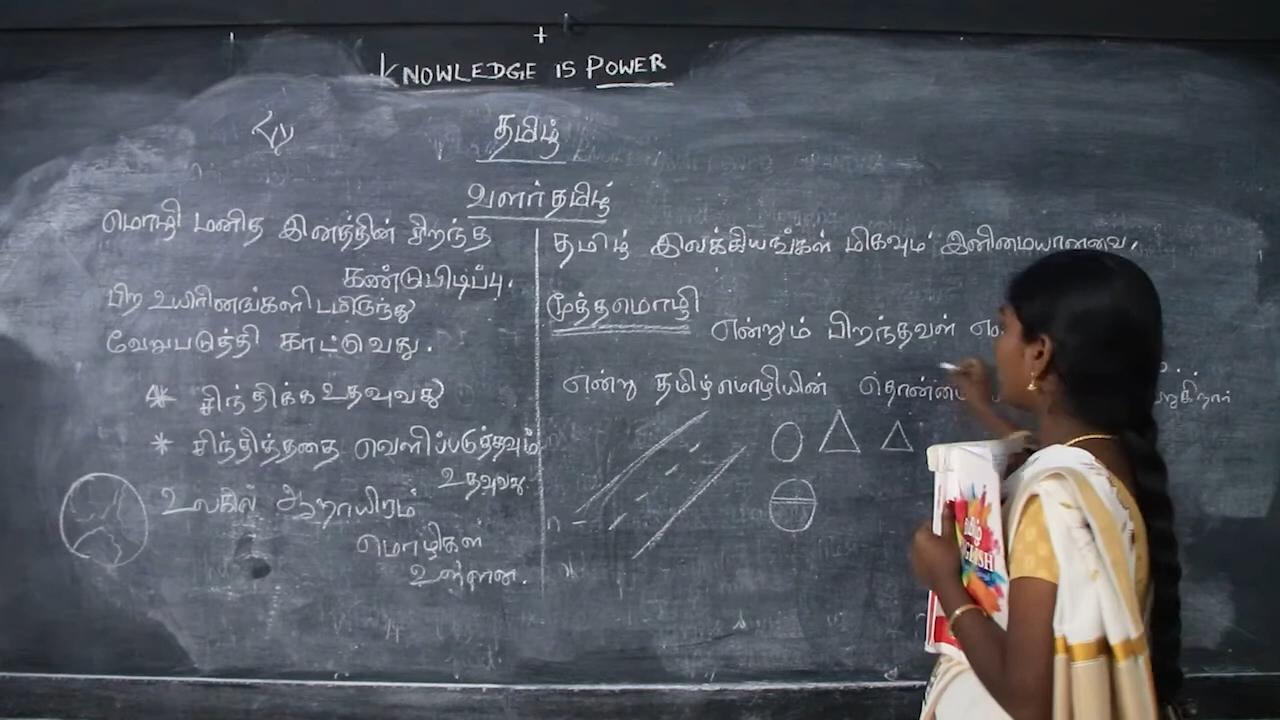 KNOWLEDGE IS POWER
தமிழ்
வளர்தமிழ்
மொழி மனித இனத்தின் சிறந்த
கண்டுபிடிப்பு.
பிற உயிரினங்களிடமிருந்து
வேறுபடுத்தி காட்டுவது.
* சிந்திக்க உதவுவது
* சிந்தித்ததை வெளிப்படுத்தவும்
உதவுவது
உலகில் ஆறாயிரம்
மொழிகள்
உள்ளன.
தமிழ் இலக்கியங்கள் மிகவும் இனிமையானவை.
மூத்தமொழி
என்றும் பிறந்தவள்
என்று தமிழ்மொழியின்
தமிழ்
ENGLISH